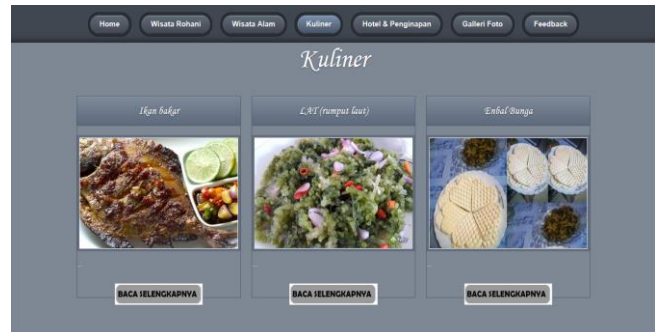 Home Wisata Rohani Wisata Alam Kuliner Hotel & Penginapan Galleri Foto Feedback
Kuliner
Ikan bakar LAT (rumput laut) Enbal Bunga
... ... ...
BACA SELENGKAPNYA BACA SELENGKAPNYA BACA SELENGKAPNYA